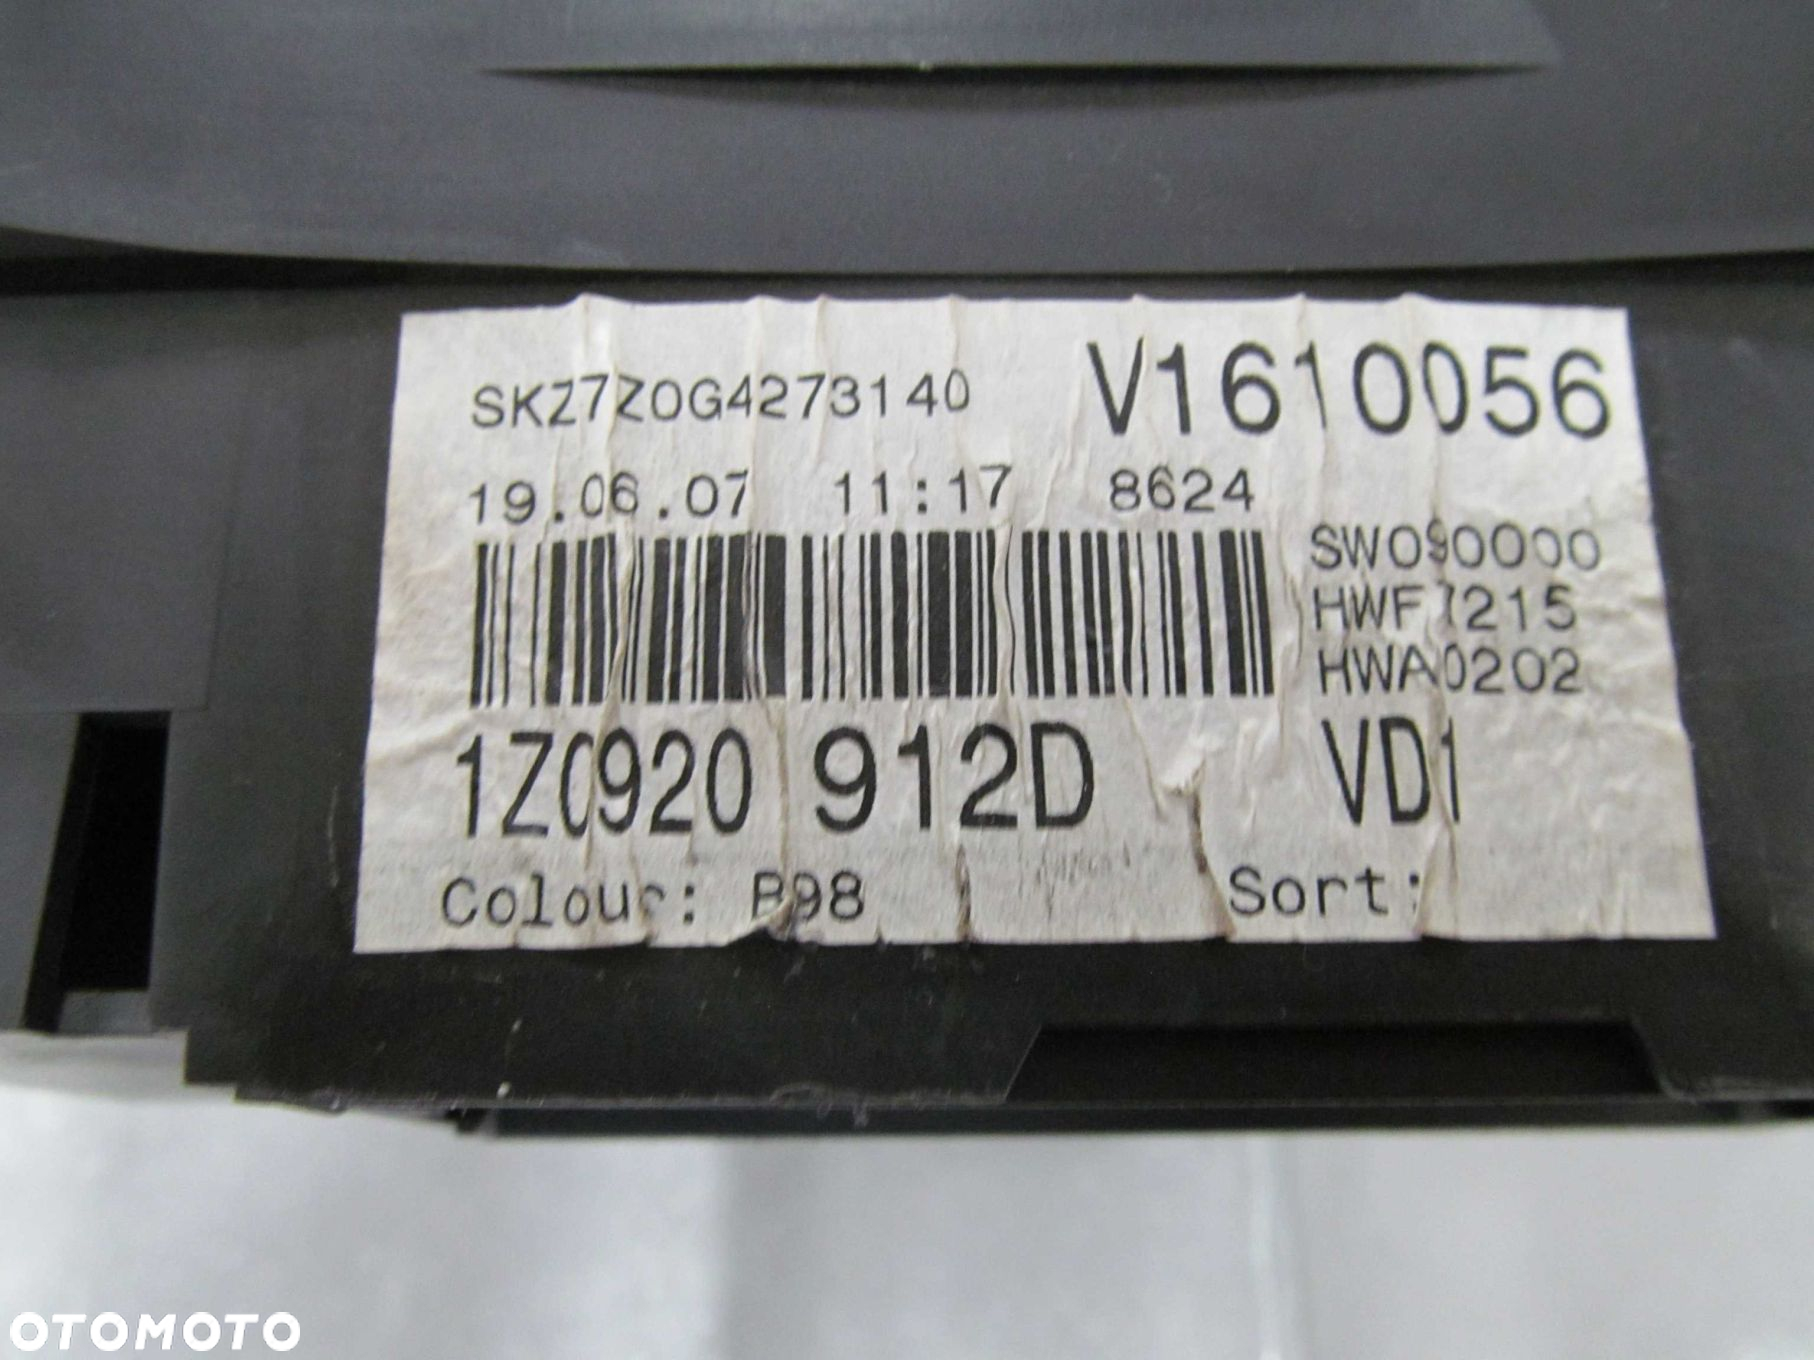 SKZ7Z0G4273140 V1610056
19.06.07 11:17 8624
SW090000
HWF7215
HWA0202
1Z0920 912D VD1
Colour: B98 Sort:
OTOMOTO